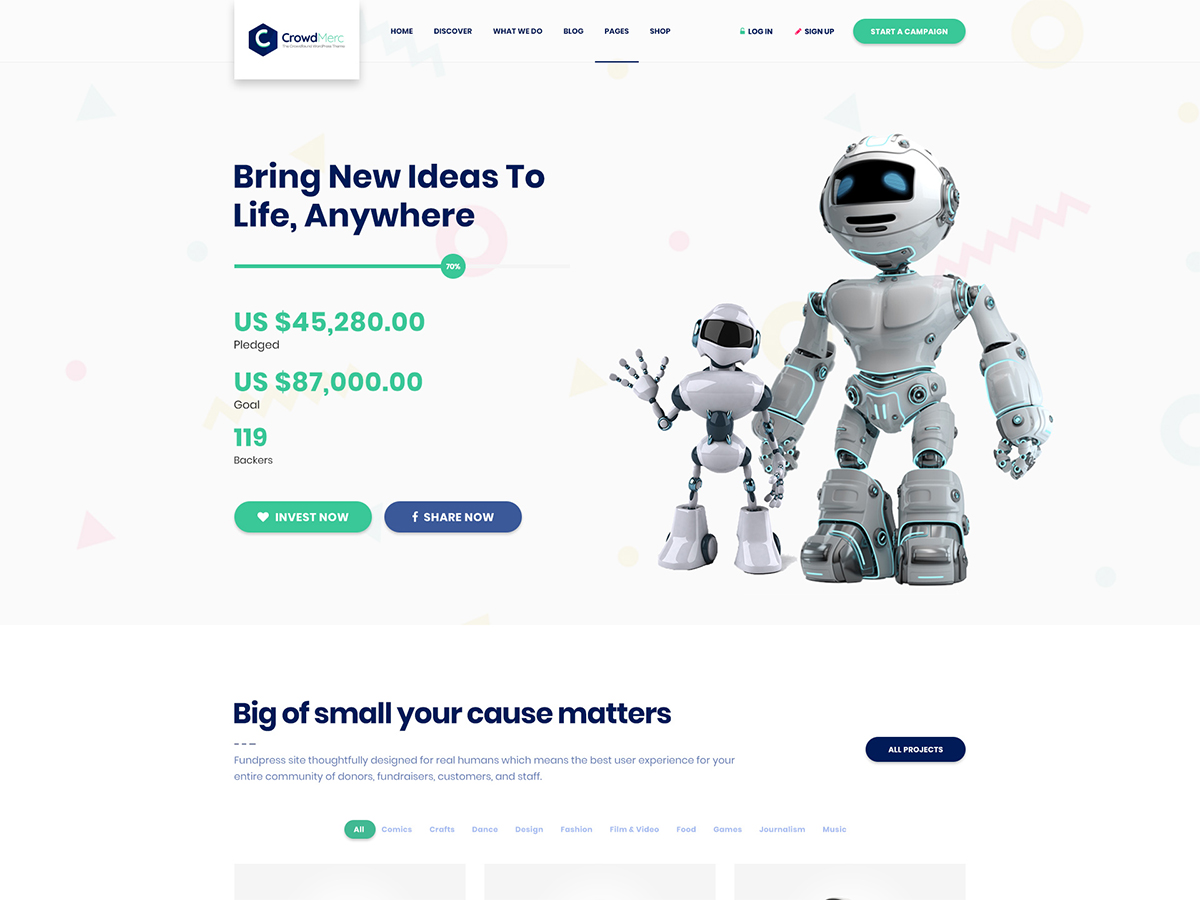 CrowdMerc
The Crowdfound WordPress Theme
HOME DISCOVER WHAT WE DO BLOG PAGES SHOP
LOG IN SIGN UP START A CAMPAIGN
Bring New Ideas To
Life, Anywhere
70%
US $45,280.00
Pledged
US $87,000.00
Goal
119
Backers
INVEST NOW SHARE NOW
Big of small your cause matters
ALL PROJECTS
Fundpress site thoughtfully designed for real humans which means the best user experience for your
entire community of donors, fundraisers, customers, and staff.
All Comics Crafts Dance Design Fashion Film & Video Food Games Journalism Music